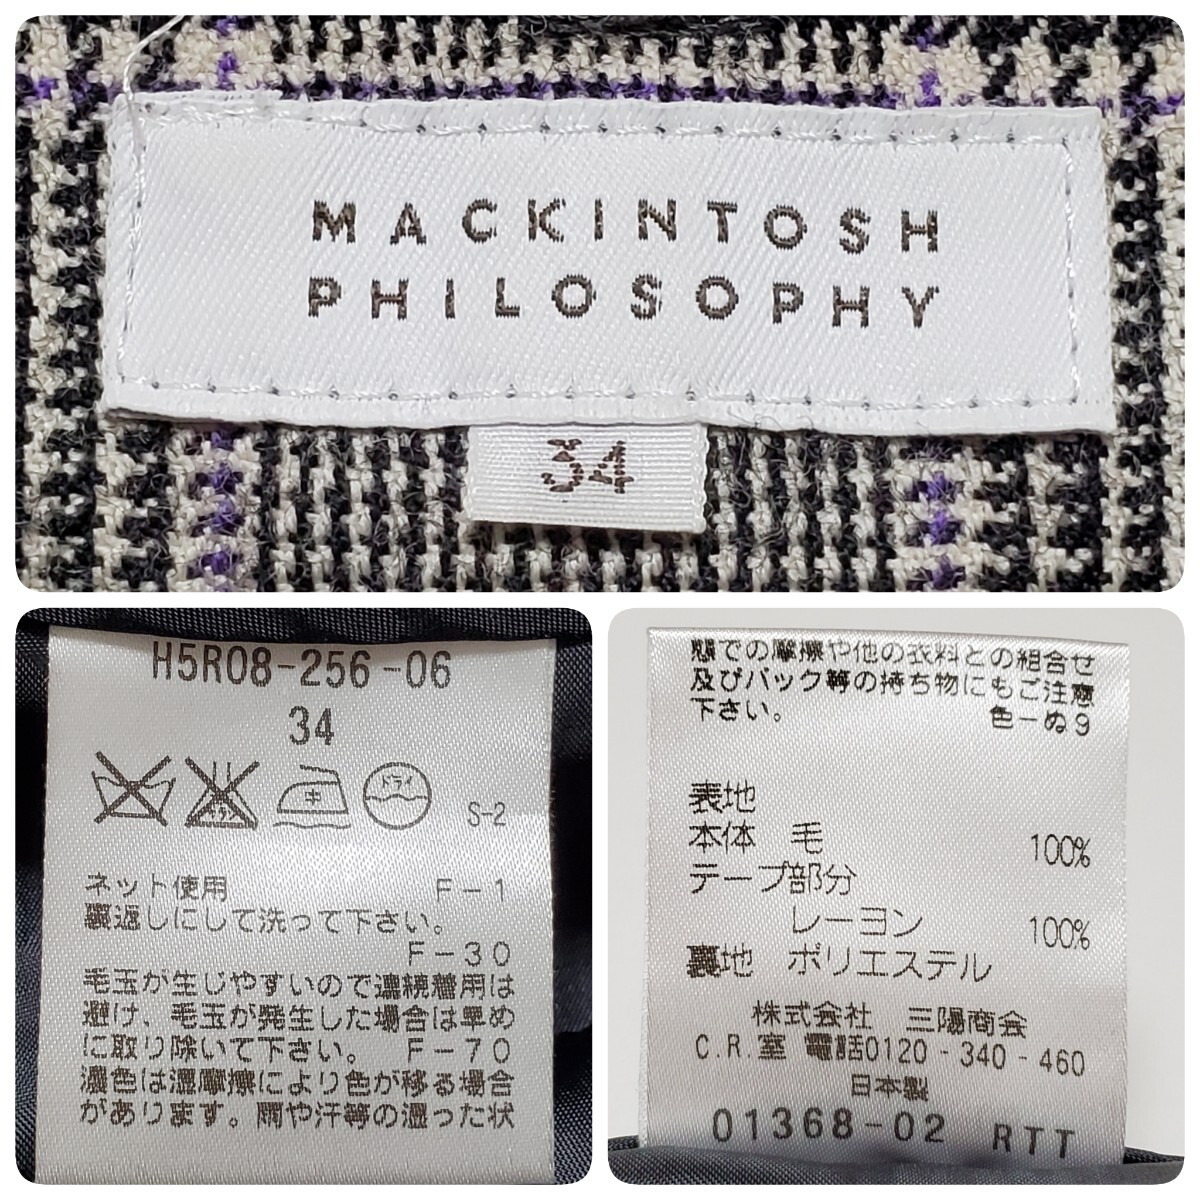 MACKINTOSH
PHILOSOPHY
34
H5R08-256-06
34
ドライ
S-2
ネット使用 F-1
裏返しにして洗って下さい。
F-30
毛玉が生じやすいので連続着用は
避け、毛玉が発生した場合は早め
に取り除いて下さい。 F-70
濃色は湿摩擦により色が移る場合
があります。雨や汗等の湿った状
態での摩擦や他の衣料との組合せ
及びバック等の持ち物にもご注意
下さい。 色-ぬ9
表地
本体 毛 100%
テープ部分
レーヨン 100%
裏地 ポリエステル
株式会社 三陽商会
C.R.室 電話0120-340-460
日本製
01368-02 RTT